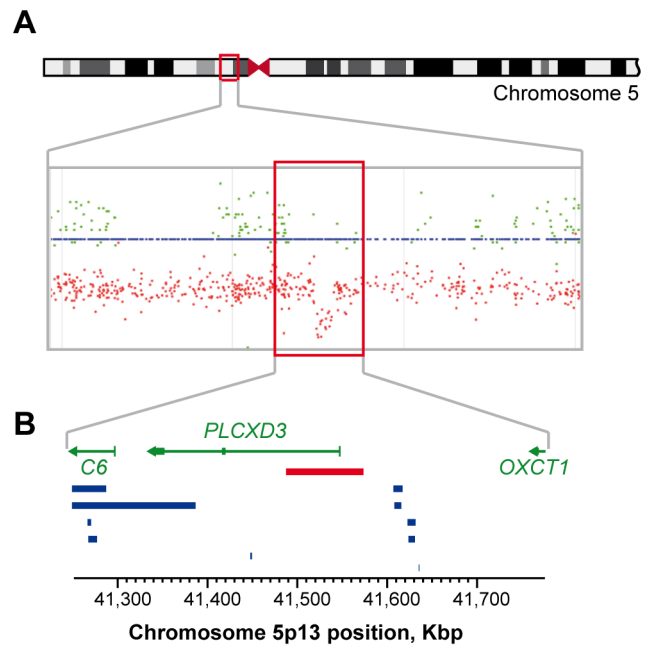 A
Chromosome 5
B
PLCXD3
C6
OXCT1
41,300 41,400 41,500 41,600 41,700
Chromosome 5p13 position, Kbp